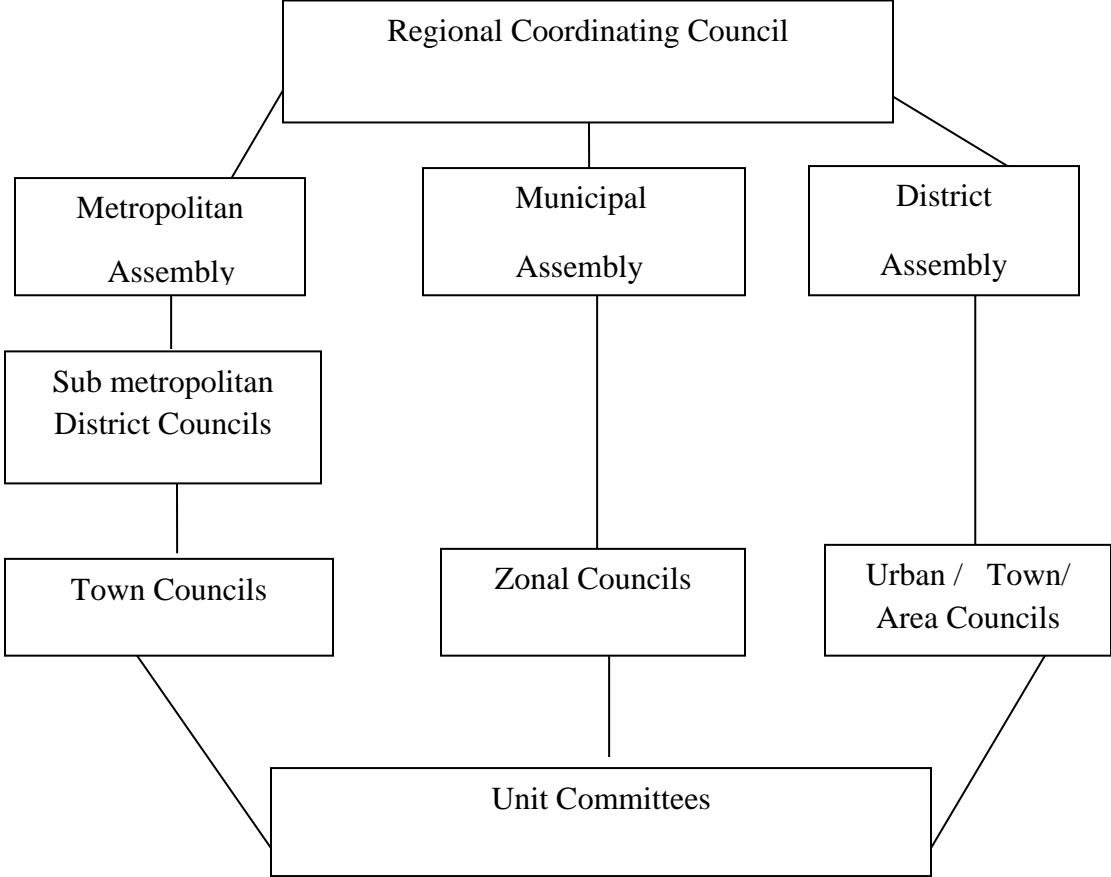 Regional Coordinating Council
Metropolitan
Assembly
Municipal
Assembly
District
Assembly
Sub metropolitan
District Councils
Town Councils
Zonal Councils
Urban / Town/
Area Councils
Unit Committees